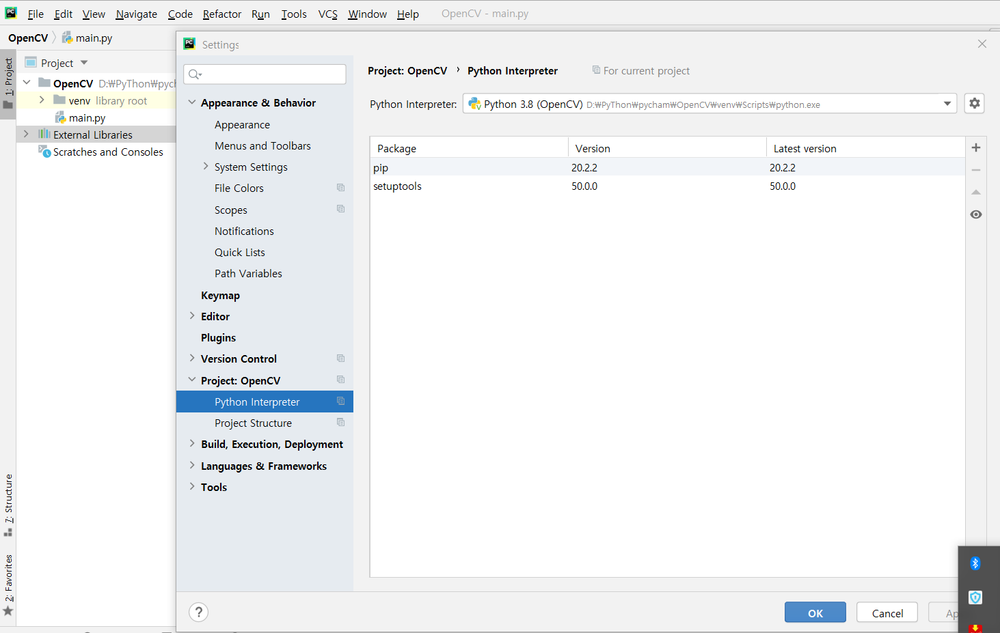 File Edit View Navigate Code Refactor Run Tools VCS Window Help OpenCV - main.py
OpenCV main.py
1: Project
Project
OpenCV D:₩PyThon₩pych
venv library root
main.py
External Libraries
Scratches and Consoles
7: Structure
2: Favorites
Settings
Appearance & Behavior
Appearance
Menus and Toolbars
System Settings
File Colors
Scopes
Notifications
Quick Lists
Path Variables
Keymap
Editor
Plugins
Version Control
Project: OpenCV
Python Interpreter
Project Structure
Build, Execution, Deployment
Languages & Frameworks
Tools
Project: OpenCV › Python Interpreter For current project
Python Interpreter: Python 3.8 (OpenCV) D:₩PyThon₩pycham₩OpenCV₩venv₩Scripts₩python.exe
Package Version Latest version
pip 20.2.2 20.2.2
setuptools 50.0.0 50.0.0
? OK Cancel Ap